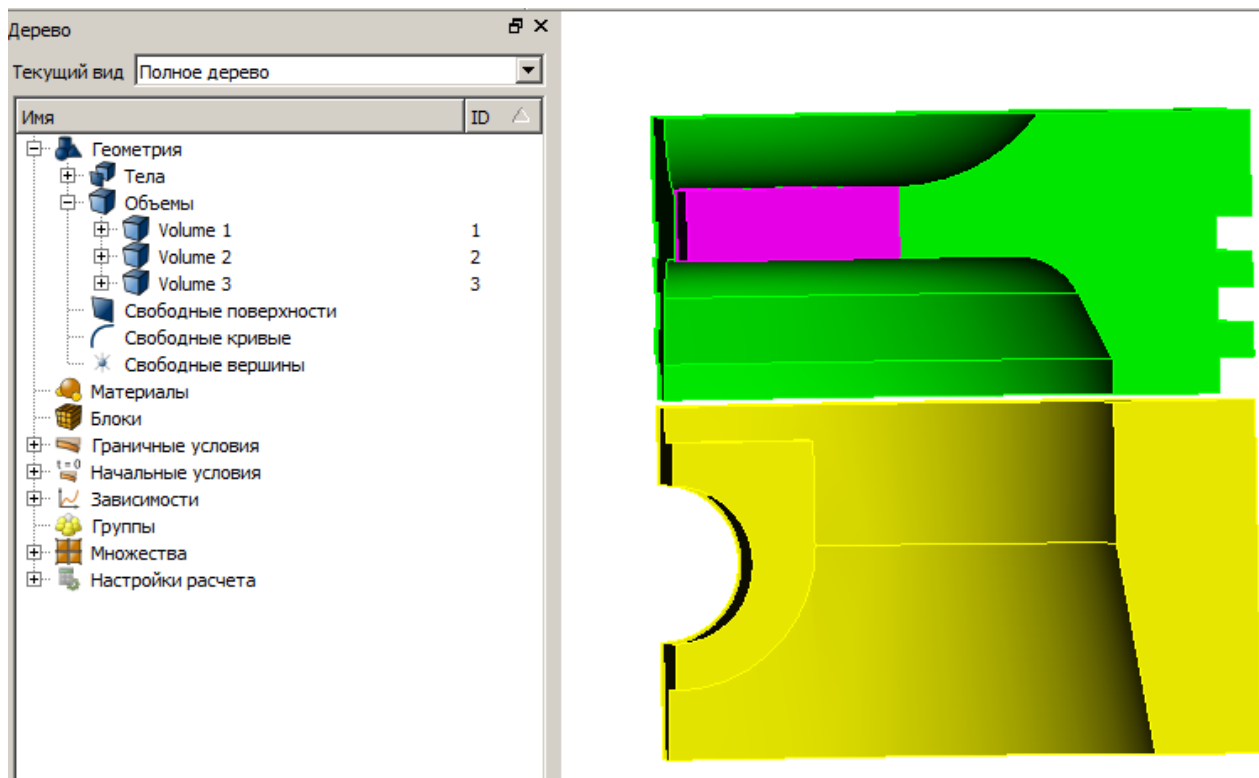 Дерево
Текущий вид Полное дерево
Имя ID
Геометрия
Тела
Объемы
Volume 1 1
Volume 2 2
Volume 3 3
Свободные поверхности
Свободные кривые
Свободные вершины
Материалы
Блоки
Граничные условия
t=0 Начальные условия
Зависимости
Группы
Множества
Настройки расчета